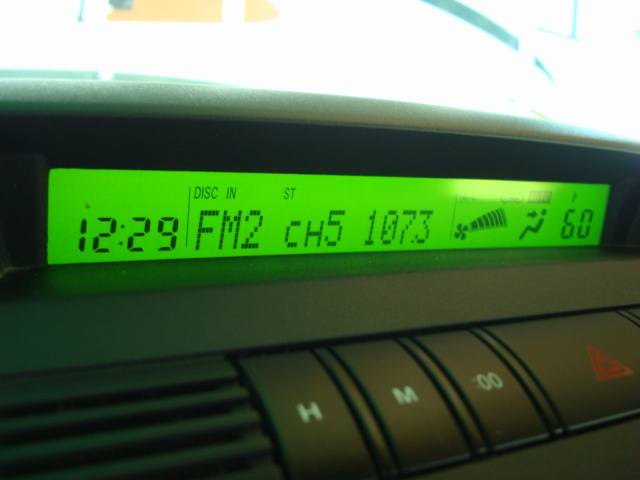 DISC IN ST
12:29 FM2 CH5 107.3 60
H M :00